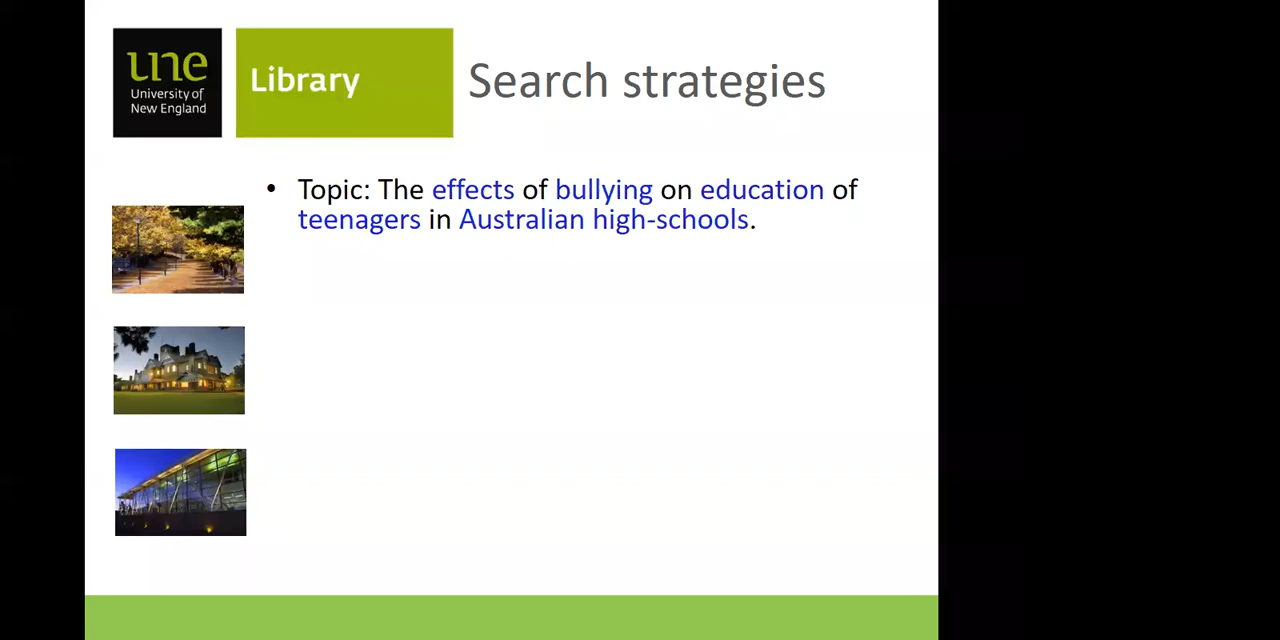 une
University of
New England
Library
Search strategies
• Topic: The effects of bullying on education of
teenagers in Australian high-schools.